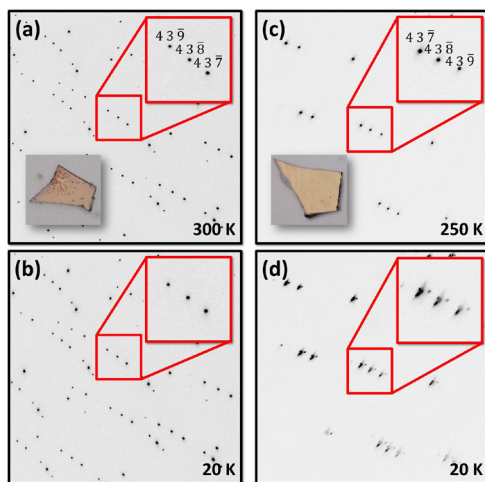 (a)
4 3 9̄
4 3 8̄
4 3 7̄
300 K
(c)
4 3 7̄
4 3 8̄
4 3 9̄
250 K
(b)
20 K
(d)
20 K